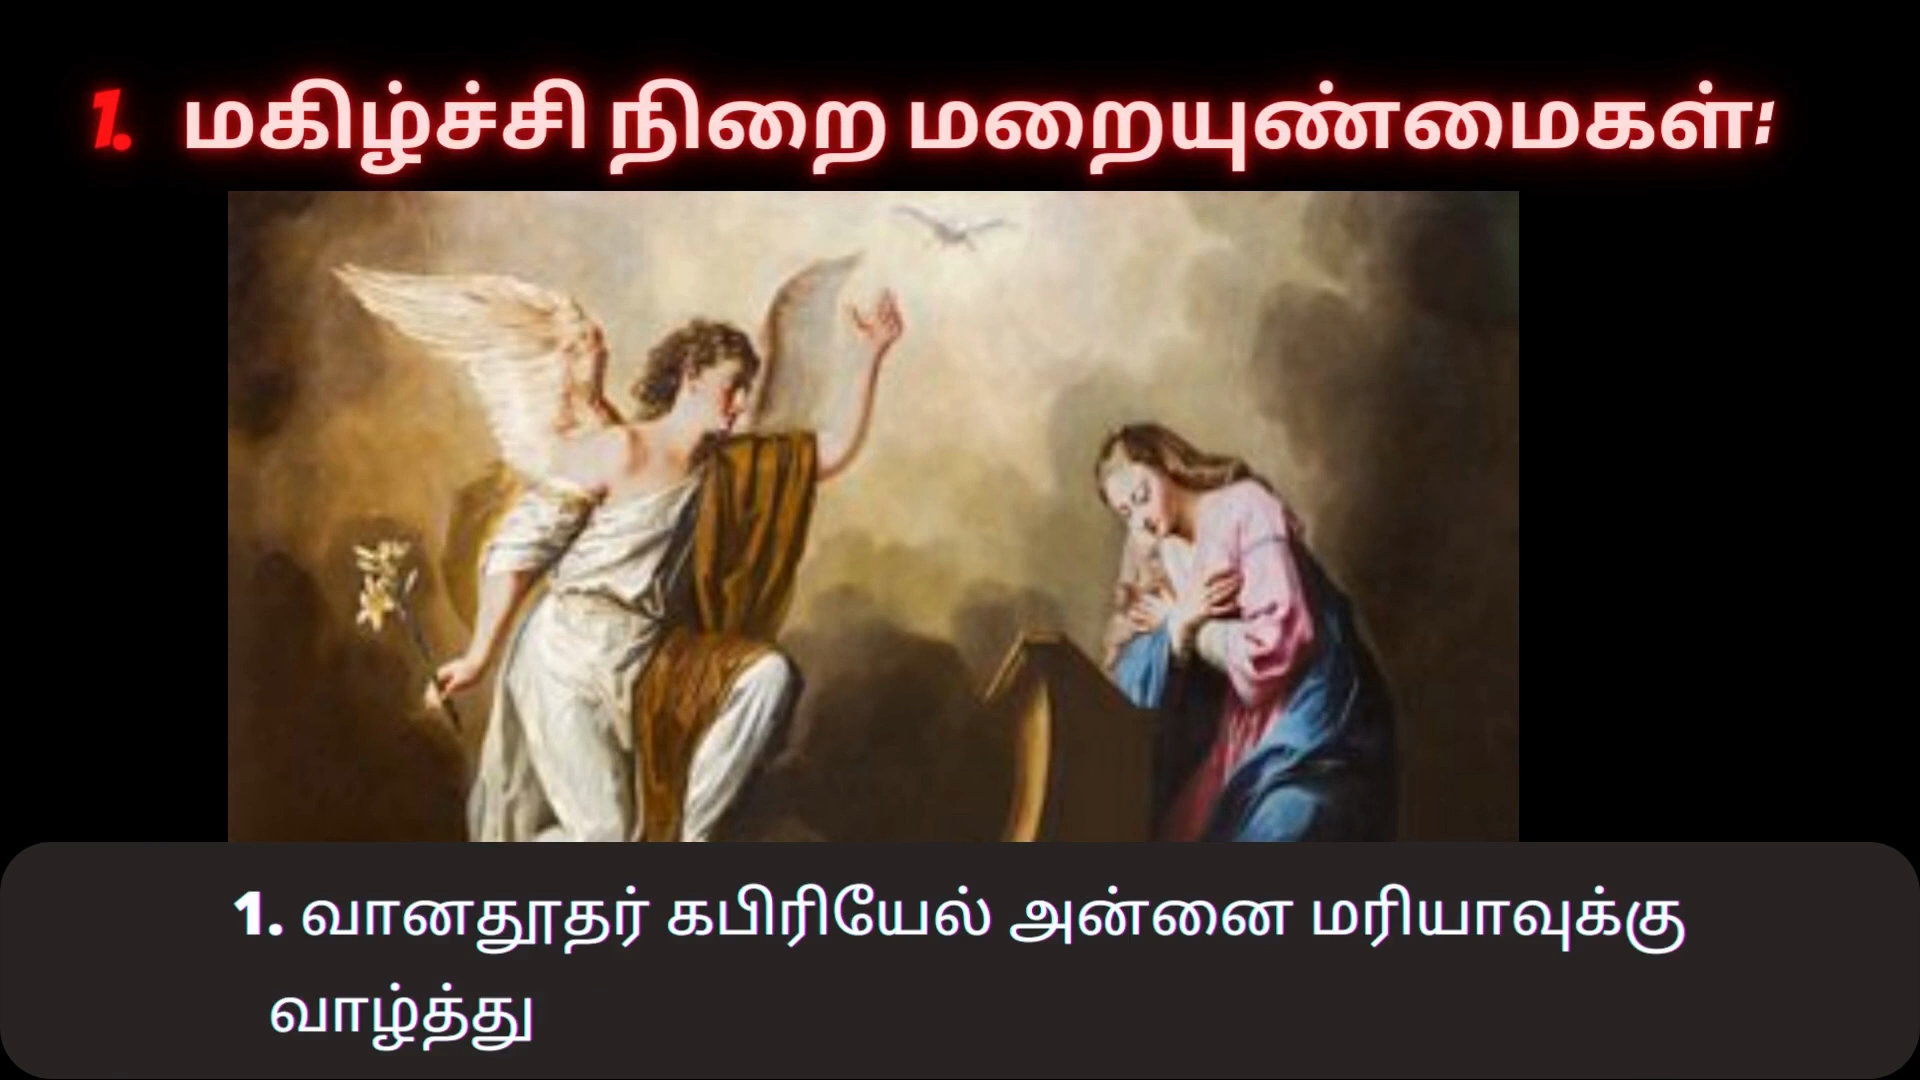 1. மகிழ்ச்சி நிறை மறையுண்மைகள்:
1. வானதூதர் கபிரியேல் அன்னை மரியாவுக்கு
வாழ்த்து